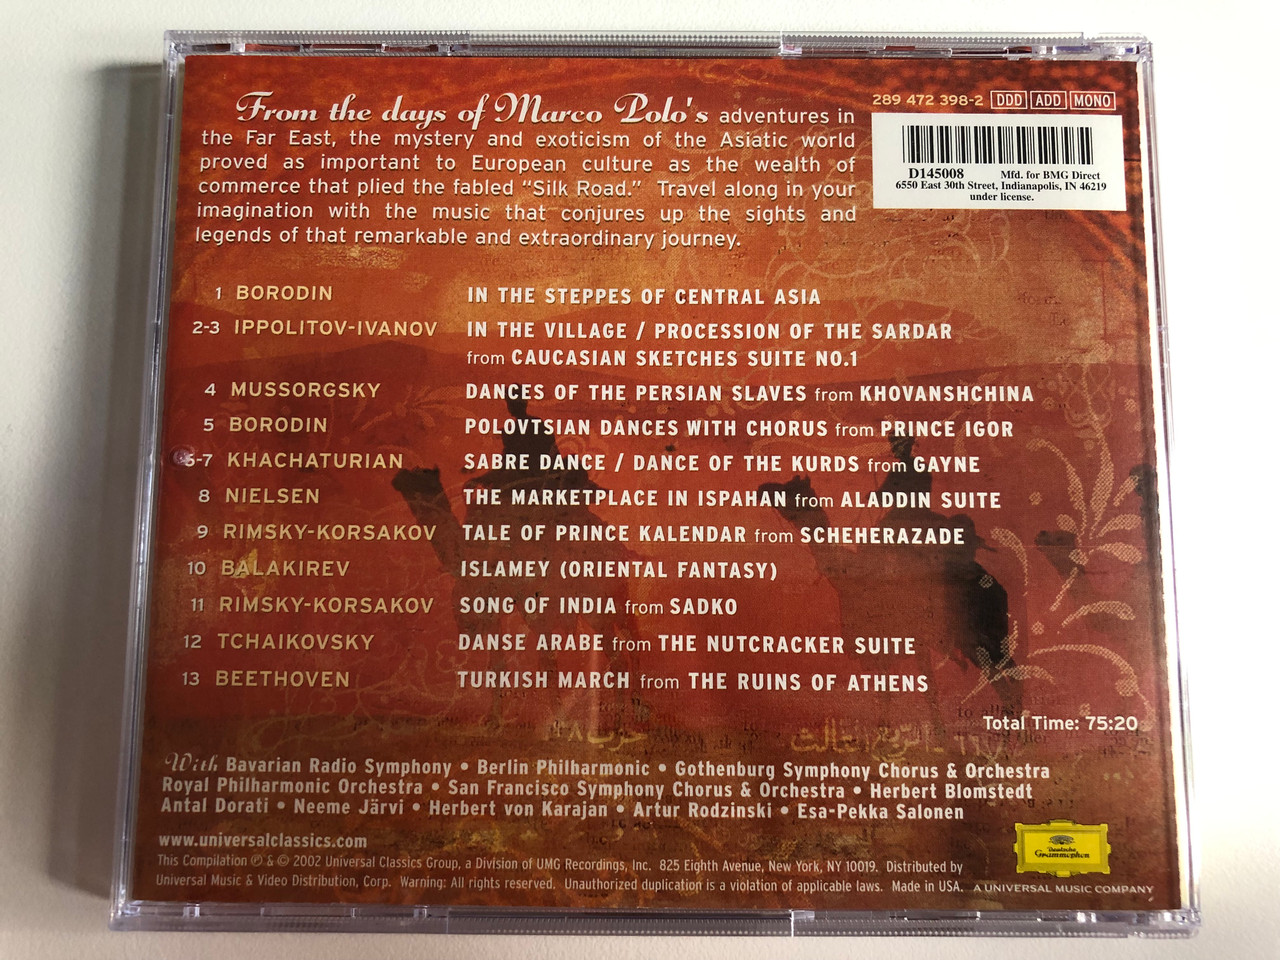 From the days of Marco Polo's adventures in
the Far East, the mystery and exoticism of the Asiatic world
proved as important to European culture as the wealth of
commerce that plied the fabled “Silk Road.” Travel along in your
imagination with the music that conjures up the sights and
legends of that remarkable and extraordinary journey.
289 472 398-2 DDD ADD MONO
D145008 Mfd. for BMG Direct
6550 East 30th Street, Indianapolis, IN 46219
under license.
1 BORODIN IN THE STEPPES OF CENTRAL ASIA
2-3 IPPOLITOV-IVANOV IN THE VILLAGE / PROCESSION OF THE SARDAR
from CAUCASIAN SKETCHES SUITE NO.1
4 MUSSORGSKY DANCES OF THE PERSIAN SLAVES from KHOVANSHCHINA
5 BORODIN POLOVTSIAN DANCES WITH CHORUS from PRINCE IGOR
6-7 KHACHATURIAN SABRE DANCE / DANCE OF THE KURDS from GAYNE
8 NIELSEN THE MARKETPLACE IN ISPAHAN from ALADDIN SUITE
9 RIMSKY-KORSAKOV TALE OF PRINCE KALENDAR from SCHEHERAZADE
10 BALAKIREV ISLAMEY (ORIENTAL FANTASY)
11 RIMSKY-KORSAKOV SONG OF INDIA from SADKO
12 TCHAIKOVSKY DANSE ARABE from THE NUTCRACKER SUITE
13 BEETHOVEN TURKISH MARCH from THE RUINS OF ATHENS
Total Time: 75:20
With Bavarian Radio Symphony • Berlin Philharmonic • Gothenburg Symphony Chorus & Orchestra
Royal Philharmonic Orchestra • San Francisco Symphony Chorus & Orchestra • Herbert Blomstedt
Antal Dorati • Neeme Järvi • Herbert von Karajan • Artur Rodzinski • Esa-Pekka Salonen
www.universalclassics.com
This Compilation ℗ & © 2002 Universal Classics Group, a Division of UMG Recordings, Inc. 825 Eighth Avenue, New York, NY 10019. Distributed by
Universal Music & Video Distribution, Corp. Warning: All rights reserved. Unauthorized duplication is a violation of applicable laws. Made in USA.
Deutsche
Grammophon
A UNIVERSAL MUSIC COMPANY